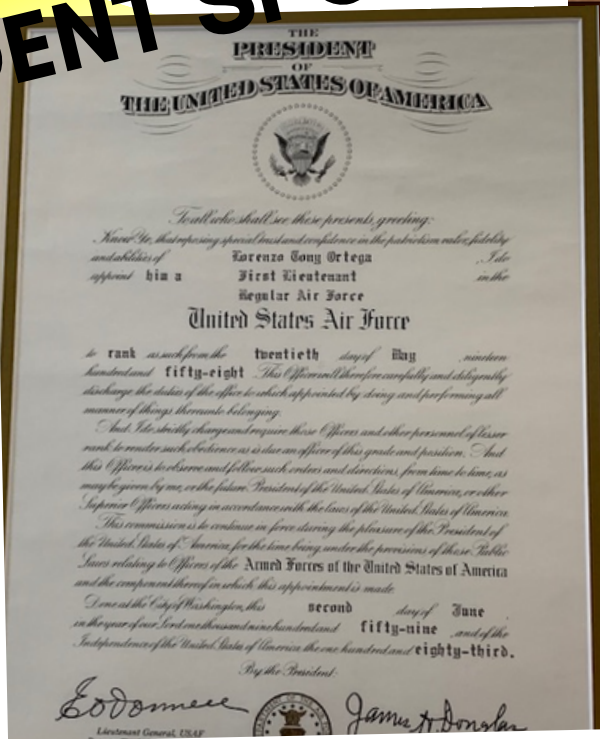 ENT SPO
THE
PRESIDENT
OF
THE UNITED STATES OF AMERICA
To all who shall see these presents, greeting:
Know Ye, that reposing special trust and confidence in the patriotism, valor, fidelity
and abilities of Lorenzo Tony Ortega , I do
appoint him a First Lieutenant in the
Regular Air Force
United States Air Force
to rank as such from the twentieth day of May nineteen
hundred and fifty-eight . This Officer will therefore carefully and diligently
discharge the duties of the office to which appointed by doing and performing all
manner of things thereunto belonging.
And, I do strictly charge and require those Officers and other personnel of lesser
rank to render such obedience as is due an officer of this grade and position. And
this Officer is to observe and follow such orders and directions, from time to time, as
may be given by me, or the future President of the United States of America, or other
Superior Officers acting in accordance with the laws of the United States of America.
This commission is to continue in force during the pleasure of the President of
the United States of America, for the time being, under the provisions of those Public
Laws relating to Officers of the Armed Forces of the United States of America
and the component thereof in which this appointment is made.
Done at the City of Washington, this second day of June ,
in the year of our Lord one thousand nine hundred and fifty-nine , and of the
Independence of the United States of America the one hundred and eighty-third.
By the President:
E O Donnell James H Douglas
Lieutenant General, USAF